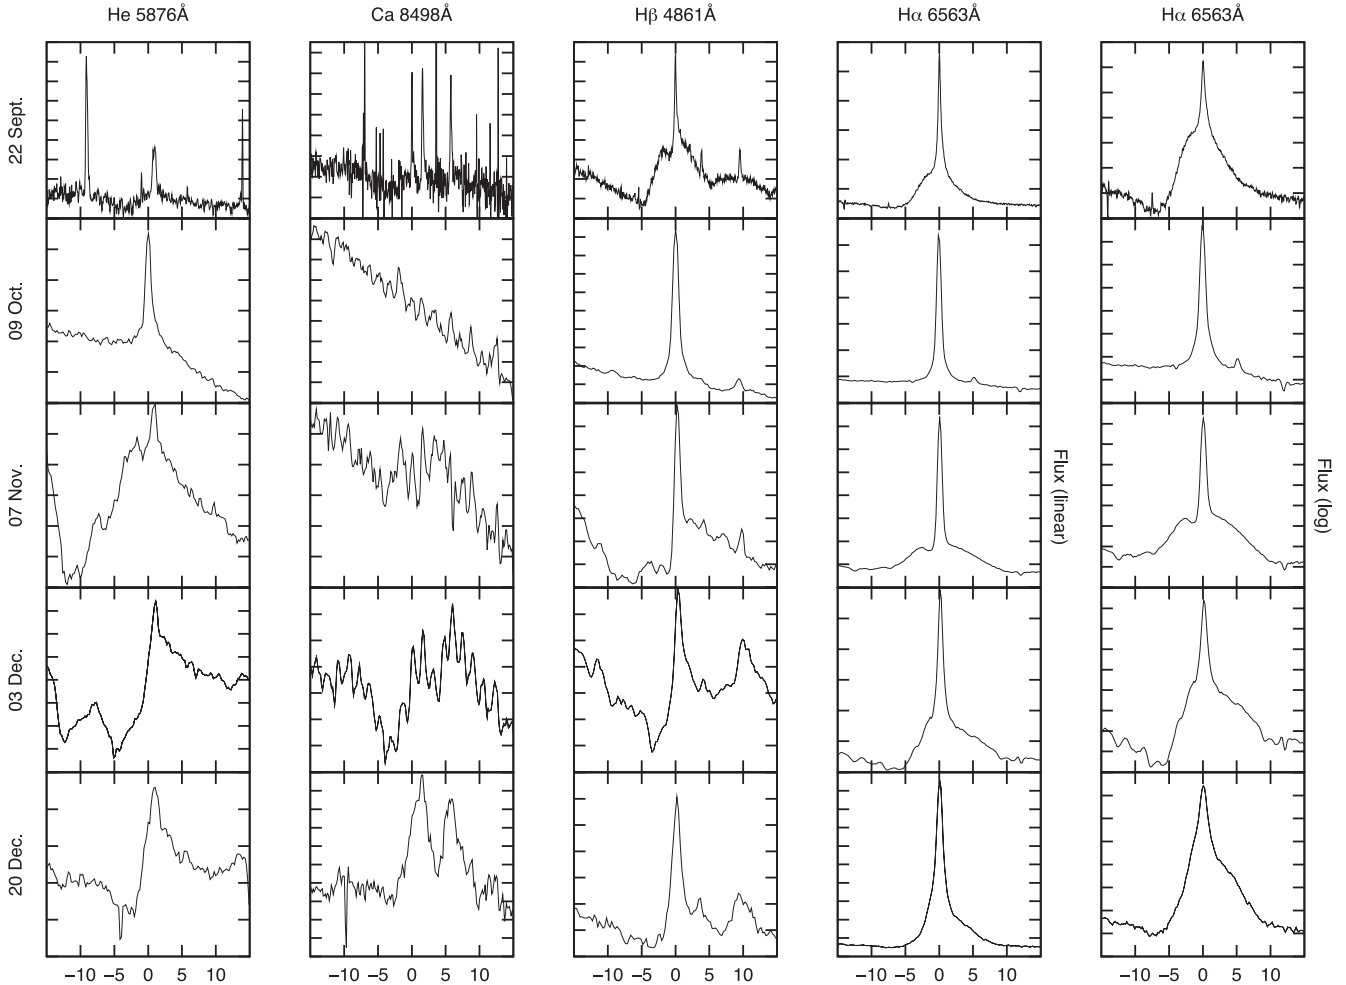 He 5876Å
Ca 8498Å
Hβ 4861Å
Hα 6563Å
Hα 6563Å
22 Sept.
09 Oct.
07 Nov.
03 Dec.
20 Dec.
Flux (linear)
Flux (log)
−10 −5 0 5 10
−10 −5 0 5 10
−10 −5 0 5 10
−10 −5 0 5 10
−10 −5 0 5 10